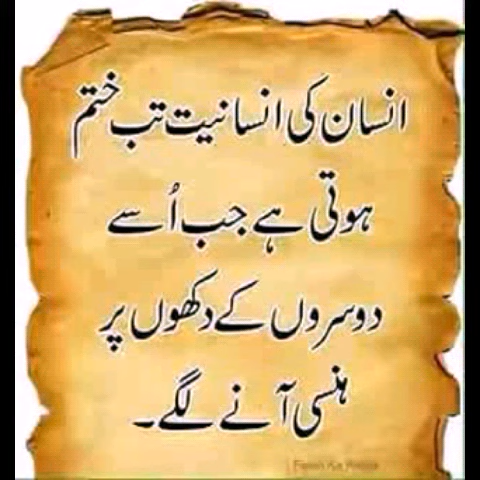 انسان کی انسانیت تب ختم
ہوتی ہے جب اُسے
دوسروں کے دکھوں پر
ہنسی آنے لگے۔